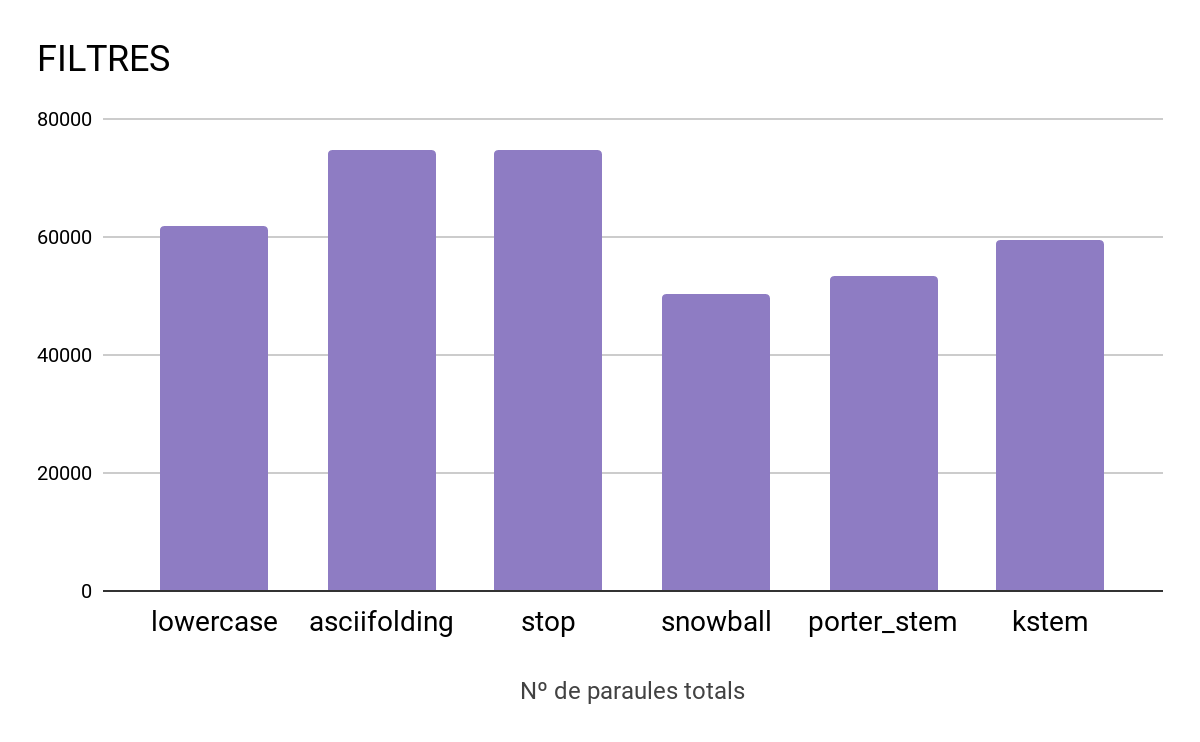 FILTRES
80000
60000
40000
20000
0
lowercase asciifolding stop snowball porter_stem kstem
Nº de paraules totals